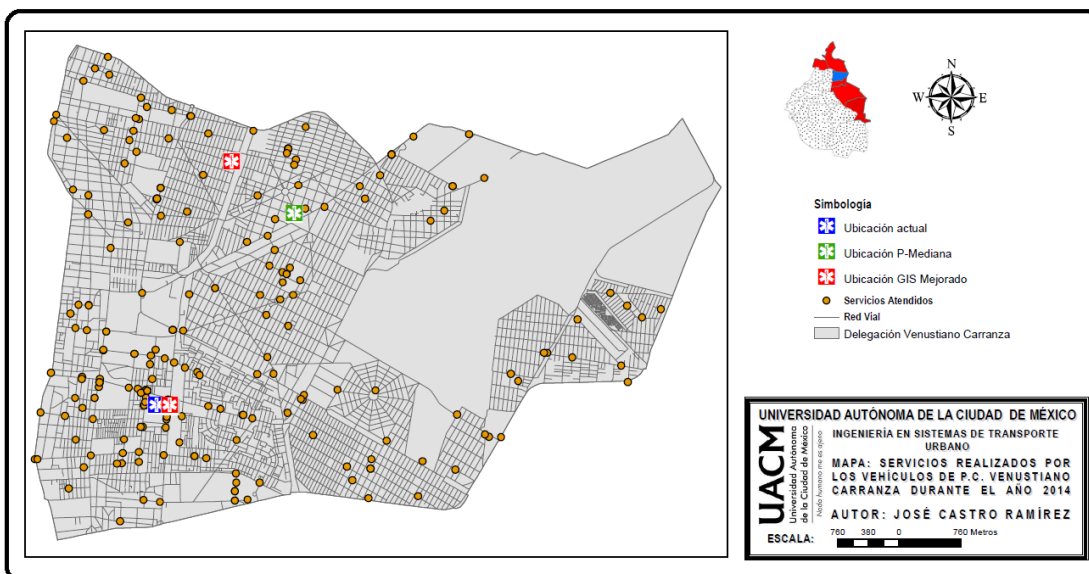 N
W
E
S
Simbología
Ubicación actual
Ubicación P-Mediana
Ubicación GIS Mejorado
Servicios Atendidos
Red Vial
Delegación Venustiano Carranza
UNIVERSIDAD AUTÓNOMA DE LA CIUDAD DE MÉXICO
UACM
Universidad Autónoma
de la Ciudad de México
Nada humano me es ajeno
INGENIERÍA EN SISTEMAS DE TRANSPORTE
URBANO
MAPA: SERVICIOS REALIZADOS POR
LOS VEHÍCULOS DE P.C. VENUSTIANO
CARRANZA DURANTE EL AÑO 2014
AUTOR: JOSÉ CASTRO RAMÍREZ
ESCALA:
760 380 0 760 Metros